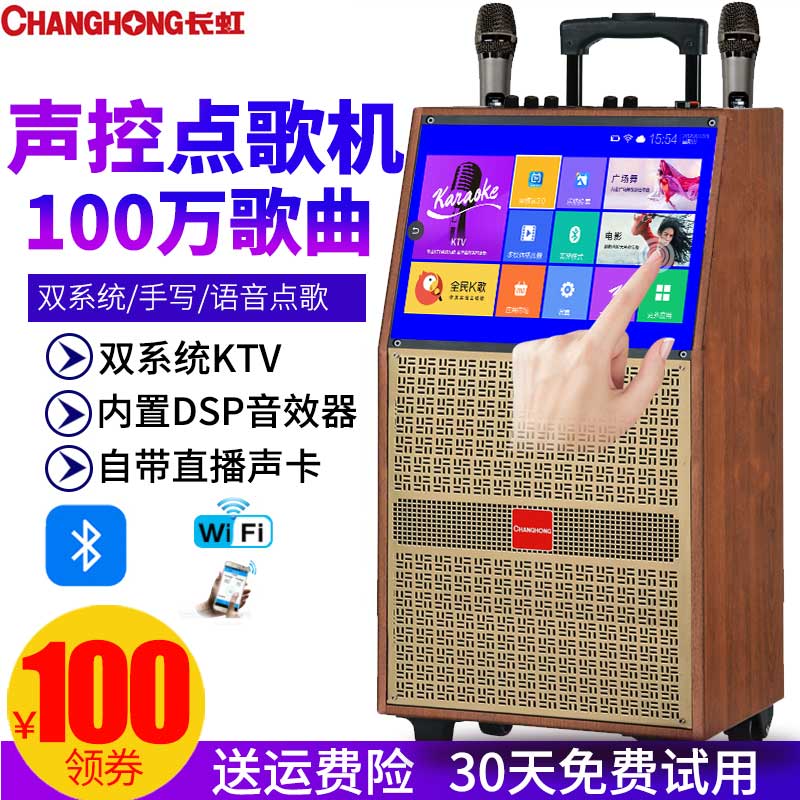 CHANGHONG长虹
声控点歌机
100万歌曲
双系统/手写/语音点歌
双系统KTV
内置DSP音效器
自带直播声卡
WiFi
15:54
Karaoke
KTV
广场舞
电影
全民K歌
CHANGHONG
¥100
领券
送运费险 30天免费试用